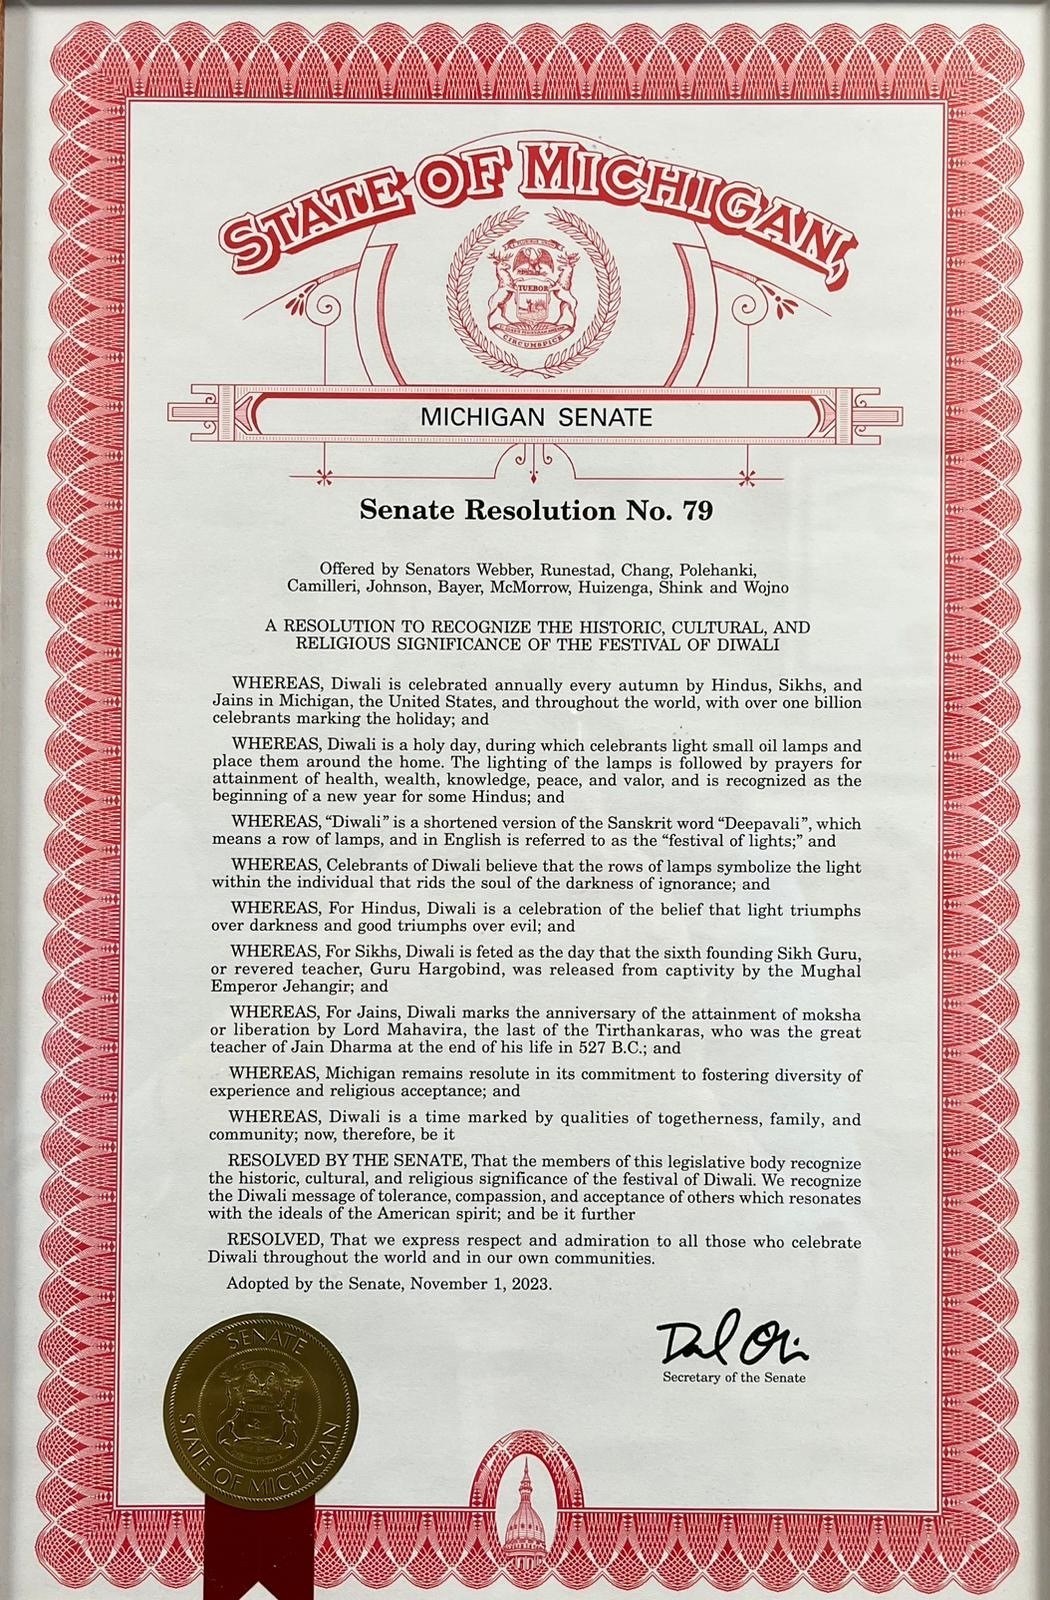 STATE OF MICHIGAN,
TUEBOR
CIRCUMSPICE
MICHIGAN SENATE
Senate Resolution No. 79
Offered by Senators Webber, Runestad, Chang, Polehanki,
Camilleri, Johnson, Bayer, McMorrow, Huizenga, Shink and Wojno
A RESOLUTION TO RECOGNIZE THE HISTORIC, CULTURAL, AND
RELIGIOUS SIGNIFICANCE OF THE FESTIVAL OF DIWALI
WHEREAS, Diwali is celebrated annually every autumn by Hindus, Sikhs, and
Jains in Michigan, the United States, and throughout the world, with over one billion
celebrants marking the holiday; and
WHEREAS, Diwali is a holy day, during which celebrants light small oil lamps and
place them around the home. The lighting of the lamps is followed by prayers for
attainment of health, wealth, knowledge, peace, and valor, and is recognized as the
beginning of a new year for some Hindus; and
WHEREAS, “Diwali” is a shortened version of the Sanskrit word “Deepavali”, which
means a row of lamps, and in English is referred to as the “festival of lights;” and
WHEREAS, Celebrants of Diwali believe that the rows of lamps symbolize the light
within the individual that rids the soul of the darkness of ignorance; and
WHEREAS, For Hindus, Diwali is a celebration of the belief that light triumphs
over darkness and good triumphs over evil; and
WHEREAS, For Sikhs, Diwali is feted as the day that the sixth founding Sikh Guru,
or revered teacher, Guru Hargobind, was released from captivity by the Mughal
Emperor Jehangir; and
WHEREAS, For Jains, Diwali marks the anniversary of the attainment of moksha
or liberation by Lord Mahavira, the last of the Tirthankaras, who was the great
teacher of Jain Dharma at the end of his life in 527 B.C.; and
WHEREAS, Michigan remains resolute in its commitment to fostering diversity of
experience and religious acceptance; and
WHEREAS, Diwali is a time marked by qualities of togetherness, family, and
community; now, therefore, be it
RESOLVED BY THE SENATE, That the members of this legislative body recognize
the historic, cultural, and religious significance of the festival of Diwali. We recognize
the Diwali message of tolerance, compassion, and acceptance of others which resonates
with the ideals of the American spirit; and be it further
RESOLVED, That we express respect and admiration to all those who celebrate
Diwali throughout the world and in our own communities.
Adopted by the Senate, November 1, 2023.
Secretary of the Senate
SENATE
STATE OF MICHIGAN